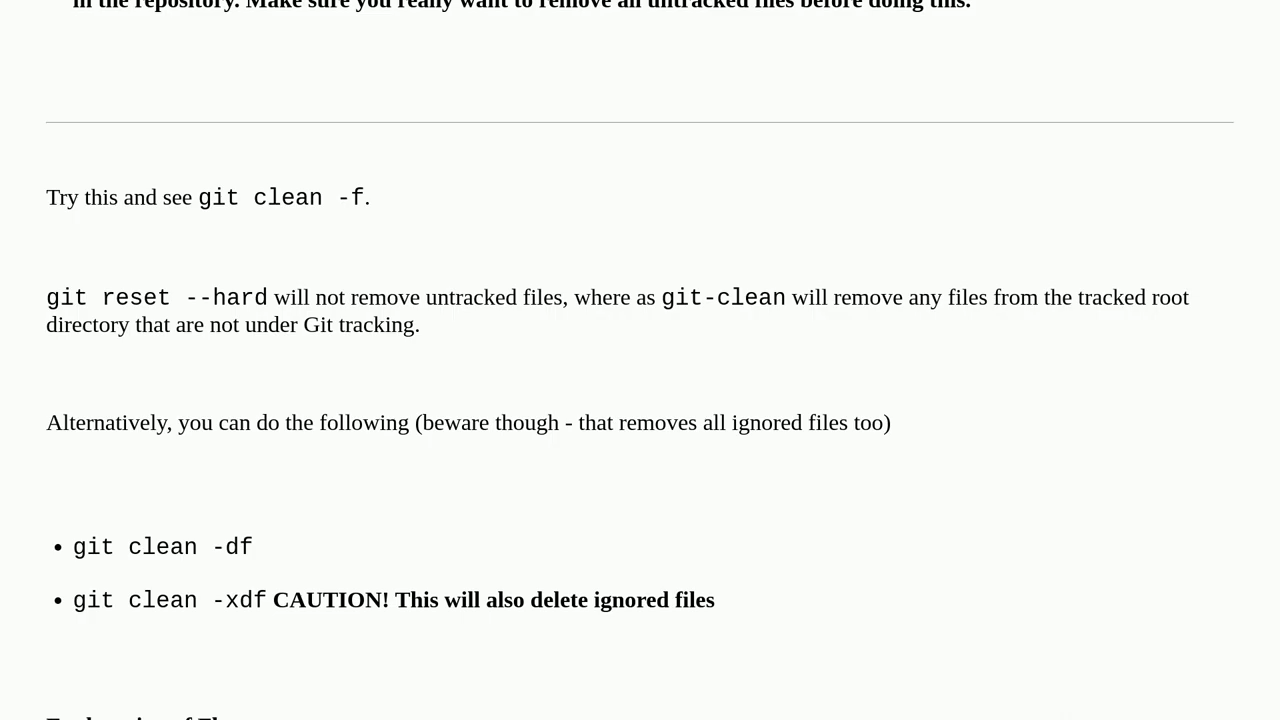 in the repository. Make sure you really want to remove all untracked files before doing this.
Try this and see git clean -f.
git reset --hard will not remove untracked files, where as git-clean will remove any files from the tracked root
directory that are not under Git tracking.
Alternatively, you can do the following (beware though - that removes all ignored files too)
• git clean -df
• git clean -xdf CAUTION! This will also delete ignored files